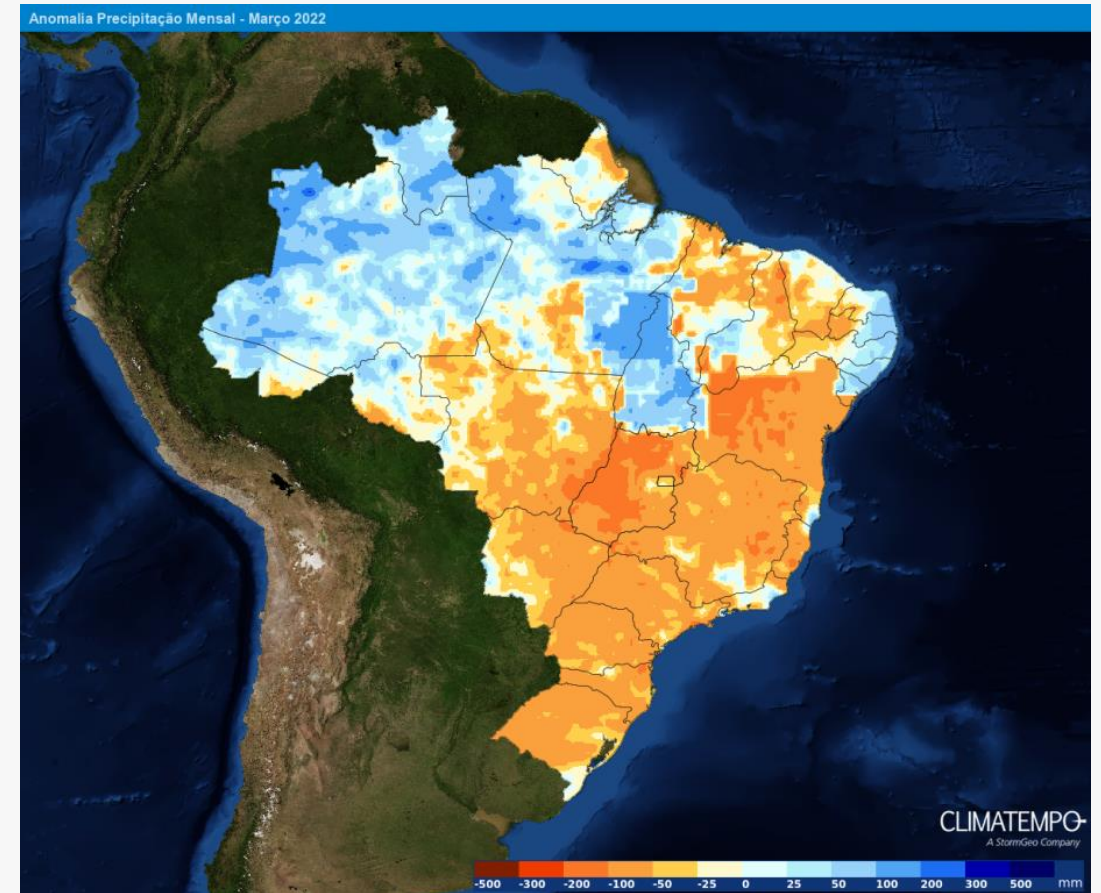 Anomalia Precipitação Mensal - Março 2022
CLIMATEMPO
A StormGeo Company
-500 -300 -200 -100 -50 -25 0 25 50 100 200 300 500 mm